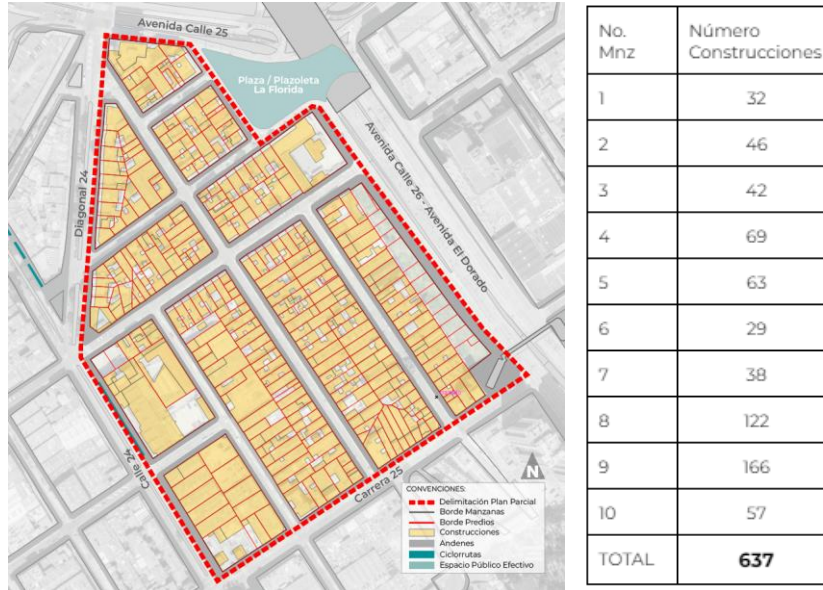 Avenida Calle 25
Plaza / Plazoleta
La Florida
Avenida Calle 26 - Avenida El Dorado
Diagonal 24
Calle 24
Carrera 25
N
CONVENCIONES:
Delimitación Plan Parcial
Borde Manzanas
Borde Predios
Construcciones
Andenes
Ciclorrutas
Espacio Público Efectivo
No. Mnz
Número Construcciones
1 32
2 46
3 42
4 69
5 63
6 29
7 38
8 122
9 166
10 57
TOTAL 637